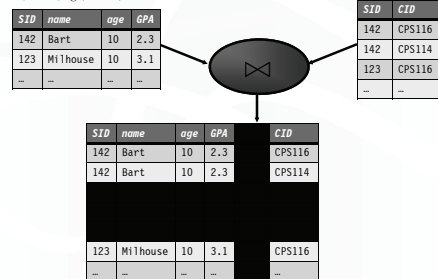 SID name age GPA
142 Bart 10 2.3
123 Milhouse 10 3.1
… … … …
SID CID
142 CPS116
142 CPS114
123 CPS116
… …
⋈
SID name age GPA CID
142 Bart 10 2.3 CPS116
142 Bart 10 2.3 CPS114
123 Milhouse 10 3.1 CPS116
… … … … …